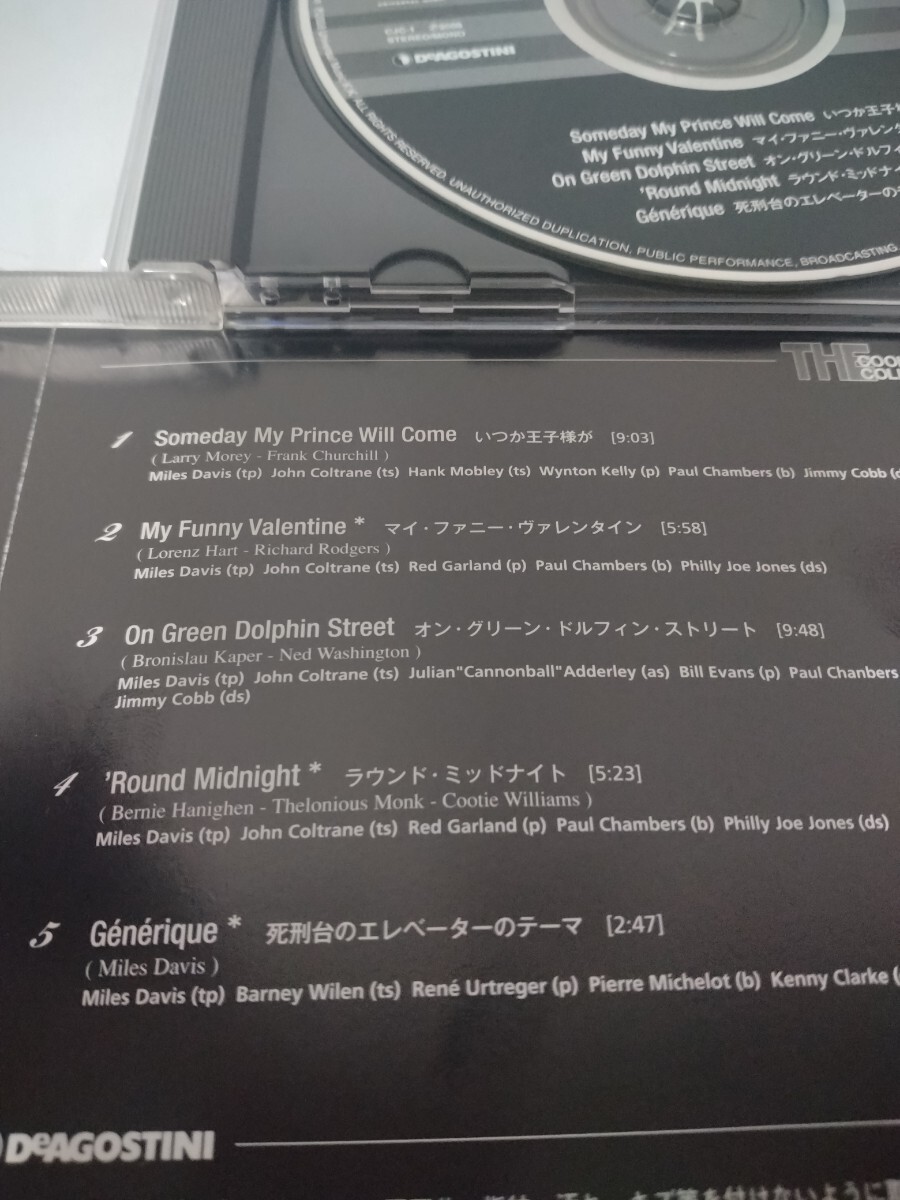 STEREO/MONO
DeAGOSTINI
Someday My Prince Will Come いつか王子様
My Funny Valentine マイ・ファニー・ヴァレン
On Green Dolphin Street オン・グリーン・ドルフィ
'Round Midnight ラウンド・ミッドナイ
Générique 死刑台のエレベーターの
ALL RIGHTS RESERVED. UNAUTHORIZED DUPLICATION, PUBLIC PERFORMANCE, BROADCASTING
THE COO
COL
1 Someday My Prince Will Come いつか王子様が [9:03]
( Larry Morey - Frank Churchill )
Miles Davis (tp) John Coltrane (ts) Hank Mobley (ts) Wynton Kelly (p) Paul Chambers (b) Jimmy Cobb (d
2 My Funny Valentine * マイ・ファニー・ヴァレンタイン [5:58]
( Lorenz Hart - Richard Rodgers )
Miles Davis (tp) John Coltrane (ts) Red Garland (p) Paul Chambers (b) Philly Joe Jones (ds)
3 On Green Dolphin Street オン・グリーン・ドルフィン・ストリート [9:48]
( Bronislau Kaper - Ned Washington )
Miles Davis (tp) John Coltrane (ts) Julian"Cannonball"Adderley (as) Bill Evans (p) Paul Chanbers
Jimmy Cobb (ds)
4 'Round Midnight * ラウンド・ミッドナイト [5:23]
( Bernie Hanighen - Thelonious Monk - Cootie Williams )
Miles Davis (tp) John Coltrane (ts) Red Garland (p) Paul Chambers (b) Philly Joe Jones (ds)
5 Générique * 死刑台のエレベーターのテーマ [2:47]
( Miles Davis )
Miles Davis (tp) Barney Wilen (ts) René Urtreger (p) Pierre Michelot (b) Kenny Clarke (
DeAGOSTINI